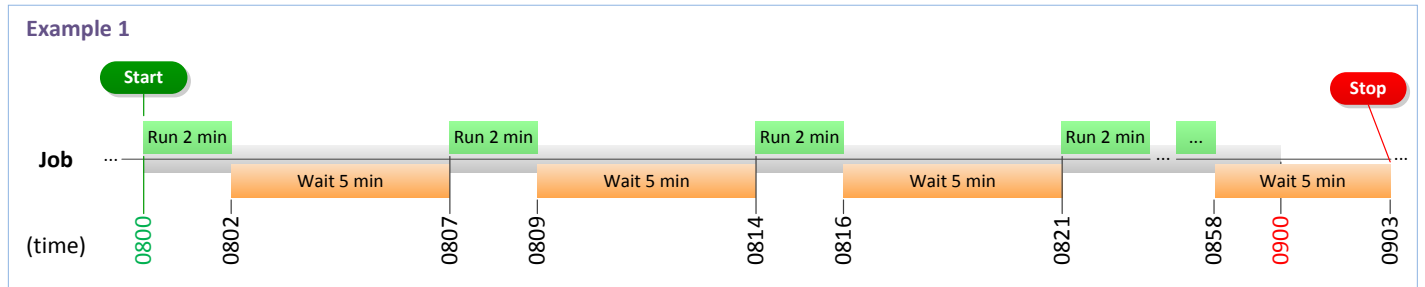 Example 1
Start
Stop
Run 2 min
Run 2 min
Run 2 min
Run 2 min
...
Job
...
...
...
Wait 5 min
Wait 5 min
Wait 5 min
Wait 5 min
(time)
0800
0802
0807
0809
0814
0816
0821
0858
0900
0903